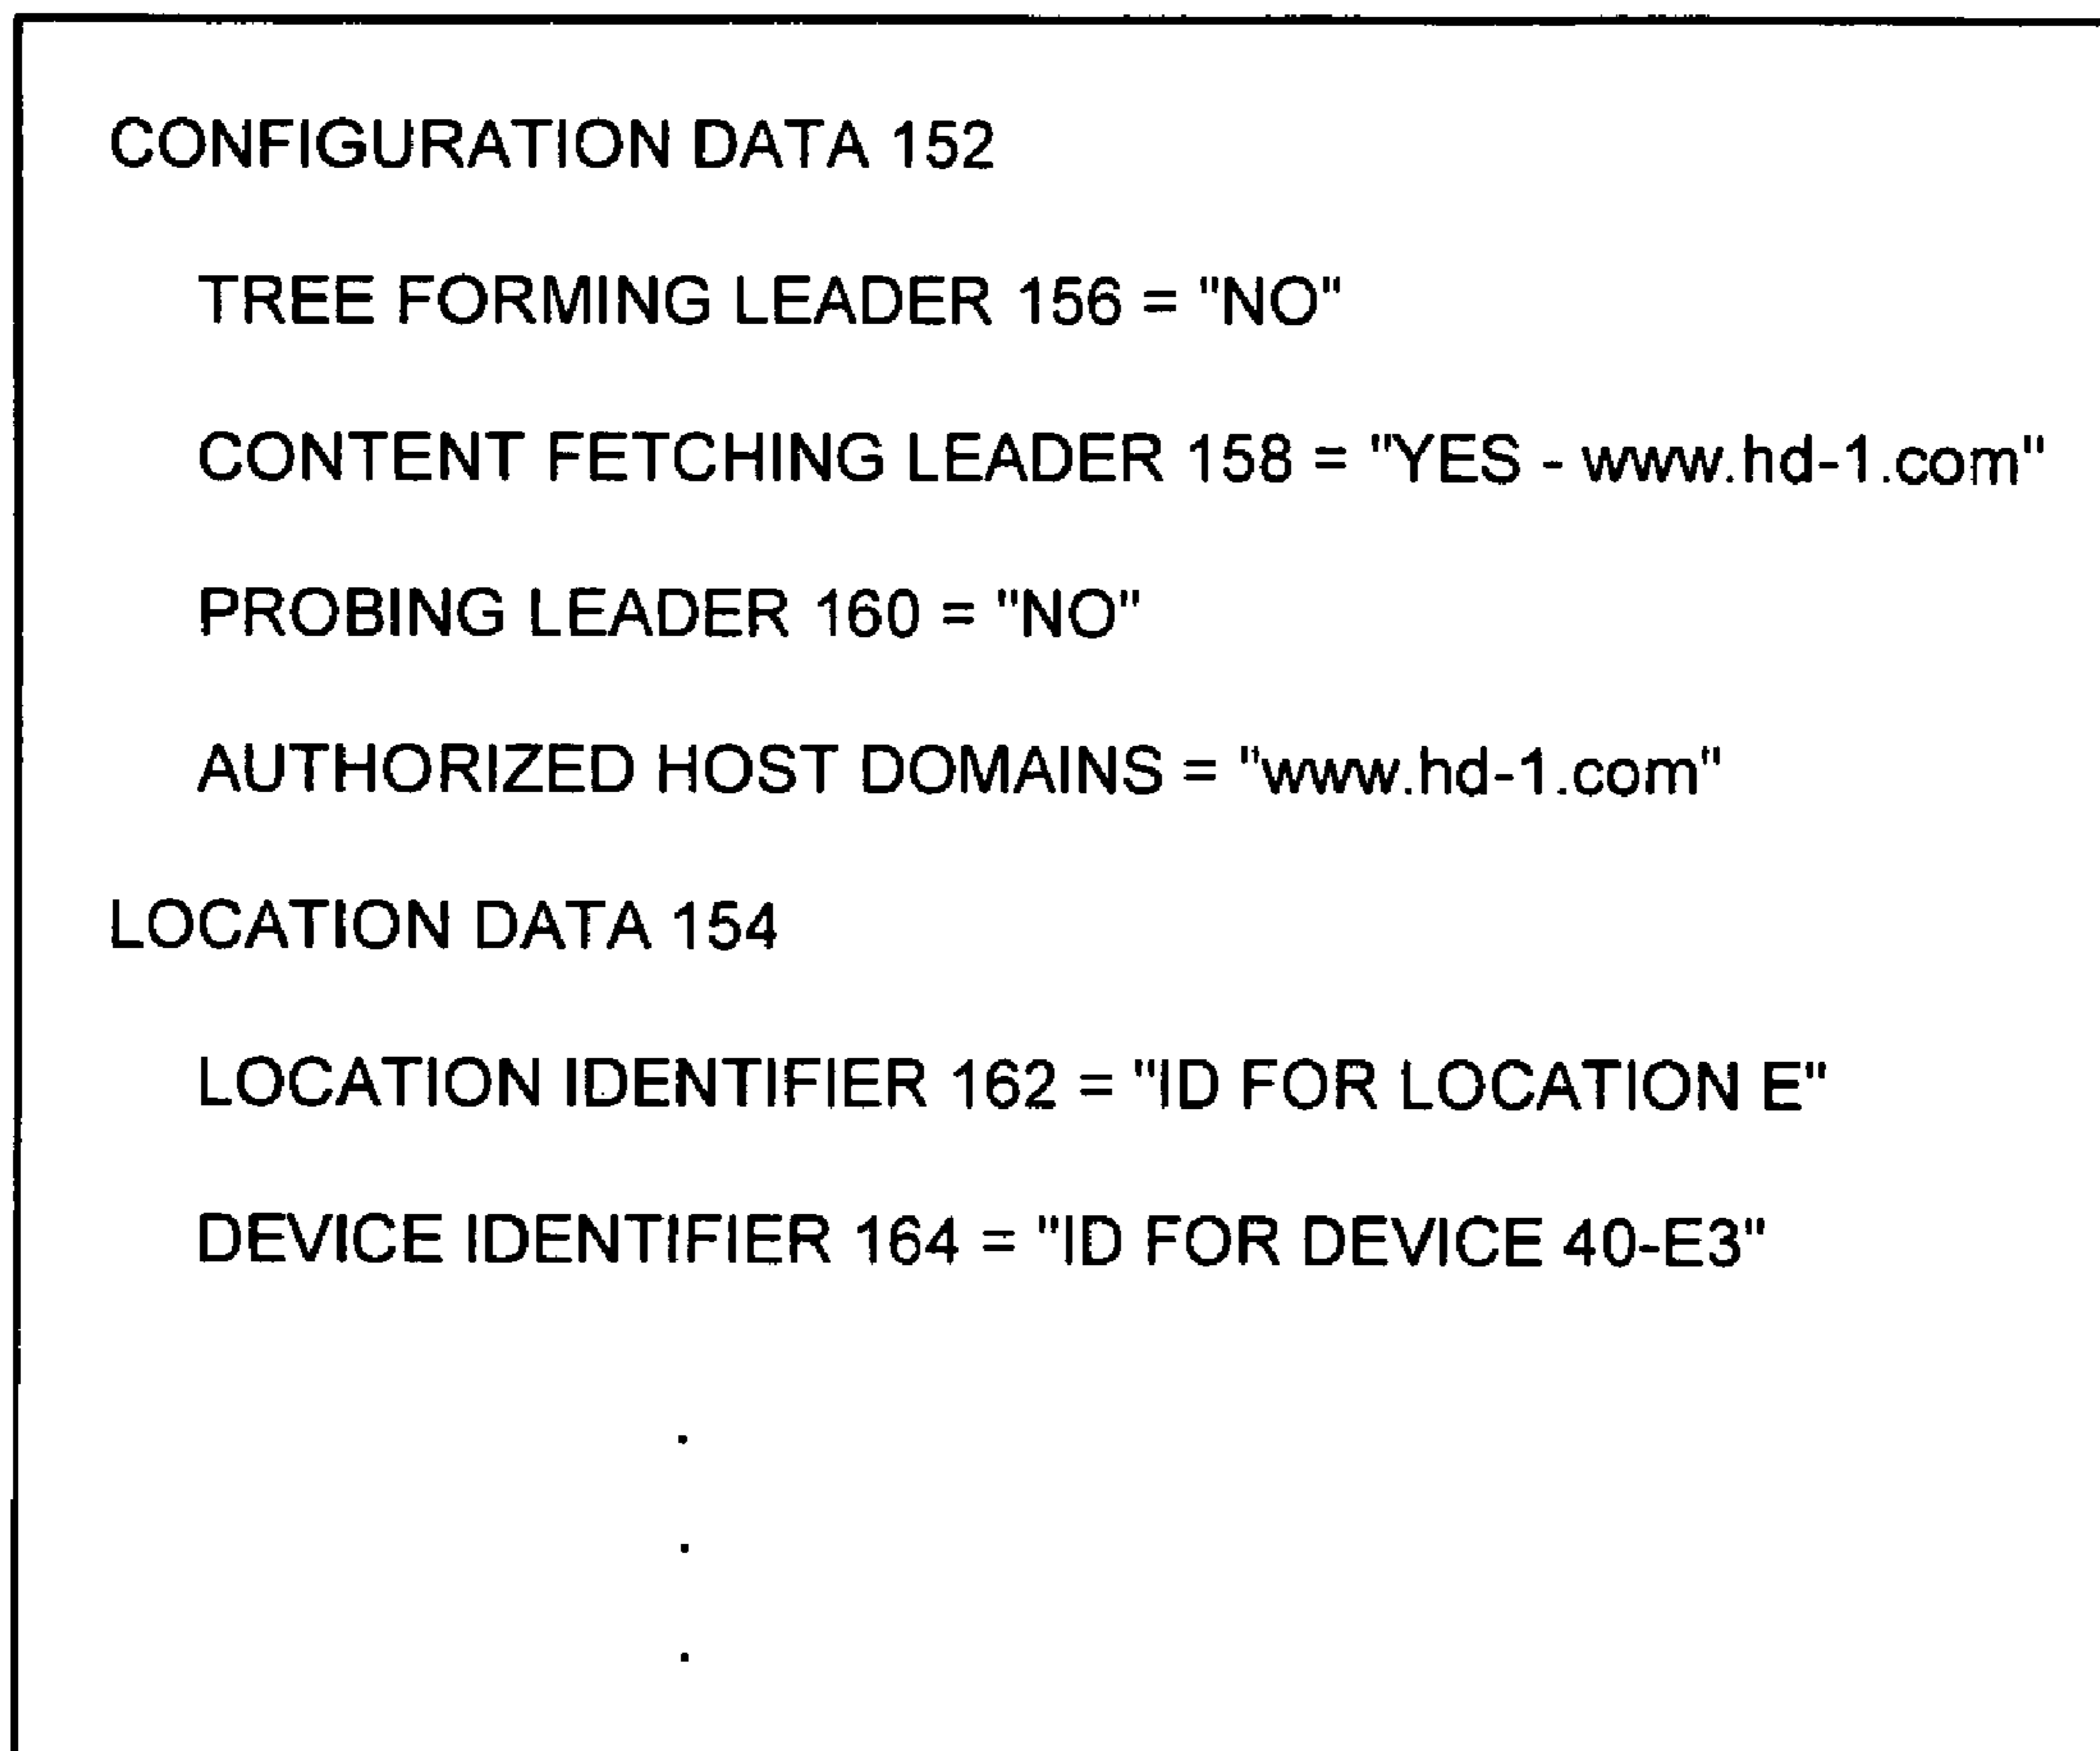 CONFIGURATION DATA 152
TREE FORMING LEADER 156 = "NO"
CONTENT FETCHING LEADER 158 = "YES - www.hd-1.com"
PROBING LEADER 160 = "NO"
AUTHORIZED HOST DOMAINS = "www.hd-1.com"
LOCATION DATA 154
LOCATION IDENTIFIER 162 = "ID FOR LOCATION E"
DEVICE IDENTIFIER 164 = "ID FOR DEVICE 40-E3"
.
.
.